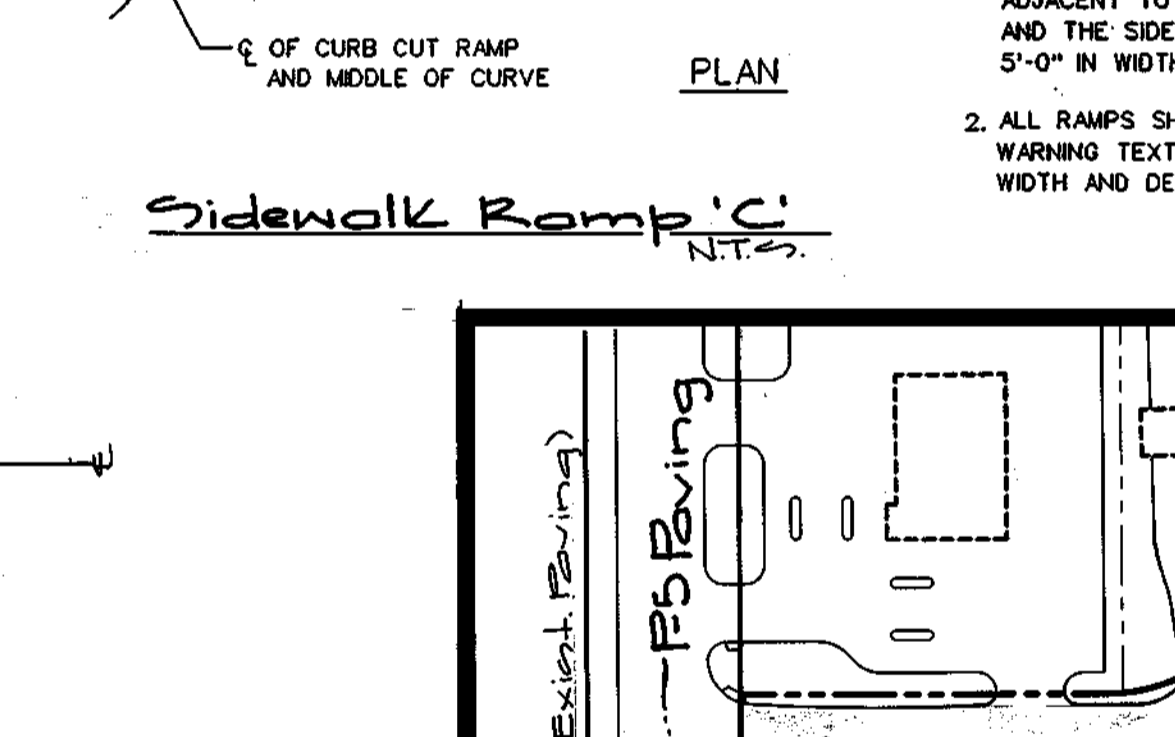 ℄ OF CURB CUT RAMP
AND MIDDLE OF CURVE
PLAN
ADJACENT TO
AND THE SIDE
5'-0" IN WIDTH
2. ALL RAMPS SH
WARNING TEXT
WIDTH AND DE
Sidewalk Ramp 'C'
N.T.S.
Exist. Paving)
P-5 Paving